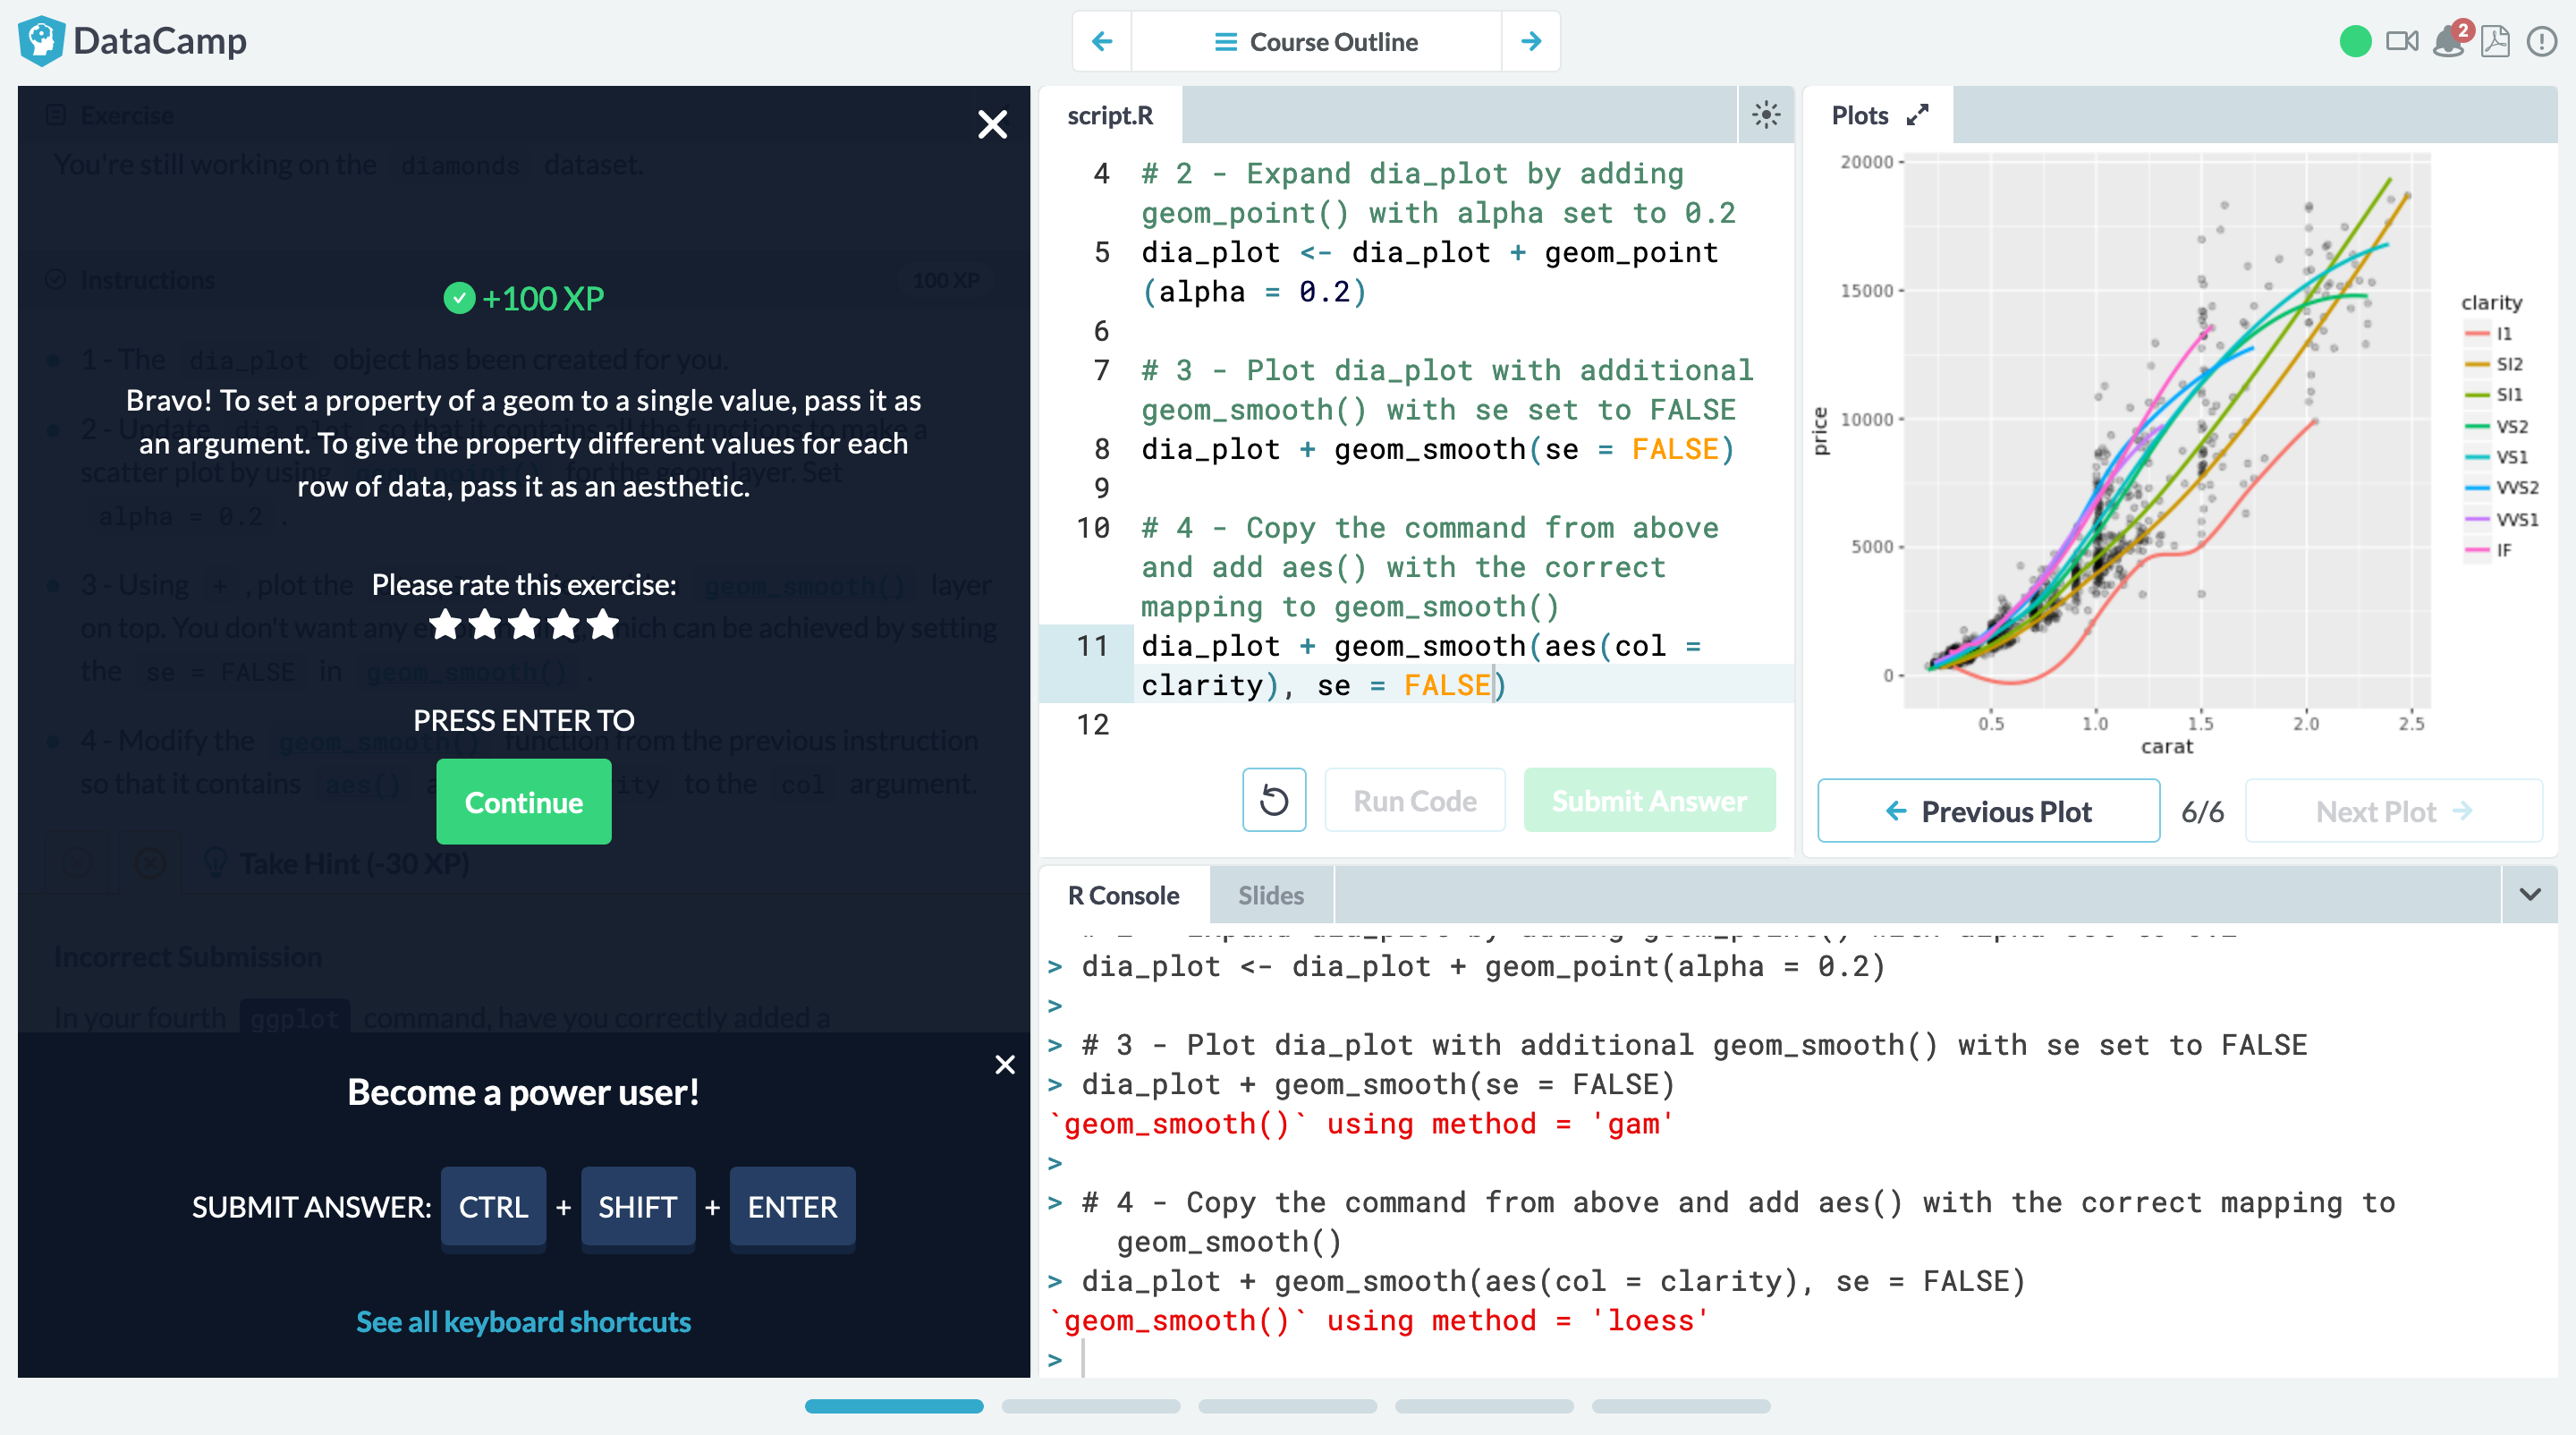 DataCamp
Course Outline
2
Exercise
You're still working on the diamonds dataset.
Instructions
100 XP
+100 XP
1 - The dia_plot object has been created for you.
Bravo! To set a property of a geom to a single value, pass it as
an argument. To give the property different values for each
row of data, pass it as an aesthetic.
2 - Update dia_plot so that it contains all the functions to make a
scatter plot by using geom_point() for the geom layer. Set
alpha = 0.2 .
Please rate this exercise:
3 - Using + , plot the geom_smooth() layer
on top. You don't want any which can be achieved by setting
the se = FALSE in geom_smooth() .
PRESS ENTER TO
Continue
4 - Modify the geom_smooth() function from the previous instruction
so that it contains aes() to the col argument.
Take Hint (-30 XP)
Incorrect Submission
In your fourth ggplot command, have you correctly added a
Become a power user!
SUBMIT ANSWER: CTRL + SHIFT + ENTER
See all keyboard shortcuts
script.R
4 # 2 - Expand dia_plot by adding
geom_point() with alpha set to 0.2
5 dia_plot <- dia_plot + geom_point
(alpha = 0.2)
6
7 # 3 - Plot dia_plot with additional
geom_smooth() with se set to FALSE
8 dia_plot + geom_smooth(se = FALSE)
9
10 # 4 - Copy the command from above
and add aes() with the correct
mapping to geom_smooth()
11 dia_plot + geom_smooth(aes(col =
clarity), se = FALSE)
12
Run Code
Submit Answer
Plots
20000
15000
10000
5000
0
price
0.5 1.0 1.5 2.0 2.5
carat
clarity
I1
SI2
SI1
VS2
VS1
VVS2
VVS1
IF
Previous Plot
6/6
Next Plot
R Console
Slides
# 2 - Expand dia_plot by adding geom_point() with alpha set to 0.2
> dia_plot <- dia_plot + geom_point(alpha = 0.2)
>
> # 3 - Plot dia_plot with additional geom_smooth() with se set to FALSE
> dia_plot + geom_smooth(se = FALSE)
`geom_smooth()` using method = 'gam'
>
> # 4 - Copy the command from above and add aes() with the correct mapping to
geom_smooth()
> dia_plot + geom_smooth(aes(col = clarity), se = FALSE)
`geom_smooth()` using method = 'loess'
>